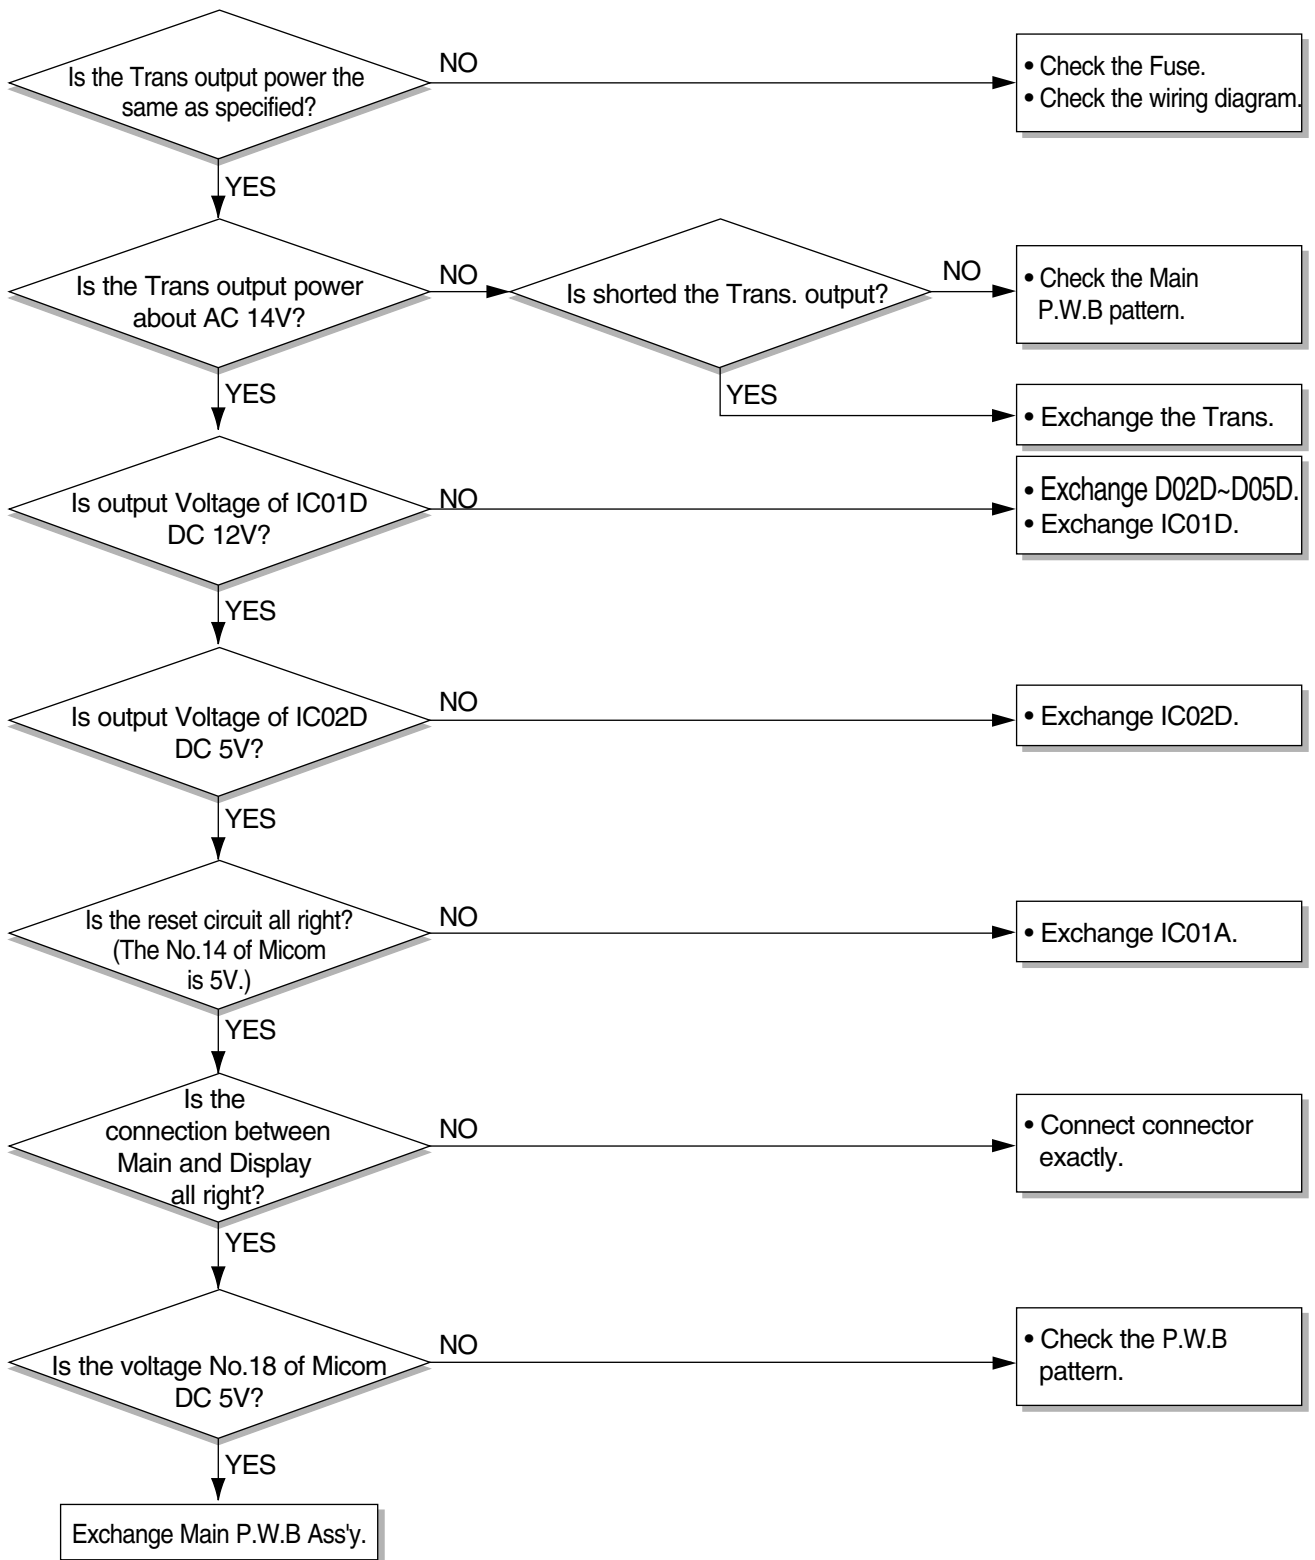 Is the Trans output power the
same as specified?
NO
• Check the Fuse.
• Check the wiring diagram.
YES
Is the Trans output power
about AC 14V?
NO
Is shorted the Trans. output?
NO
• Check the Main
P.W.B pattern.
YES
YES
• Exchange the Trans.
Is output Voltage of IC01D
DC 12V?
NO
• Exchange D02D~D05D.
• Exchange IC01D.
YES
Is output Voltage of IC02D
DC 5V?
NO
• Exchange IC02D.
YES
Is the reset circuit all right?
(The No.14 of Micom
is 5V.)
NO
• Exchange IC01A.
YES
Is the
connection between
Main and Display
all right?
NO
• Connect connector
exactly.
YES
Is the voltage No.18 of Micom
DC 5V?
NO
• Check the P.W.B
pattern.
YES
Exchange Main P.W.B Ass'y.